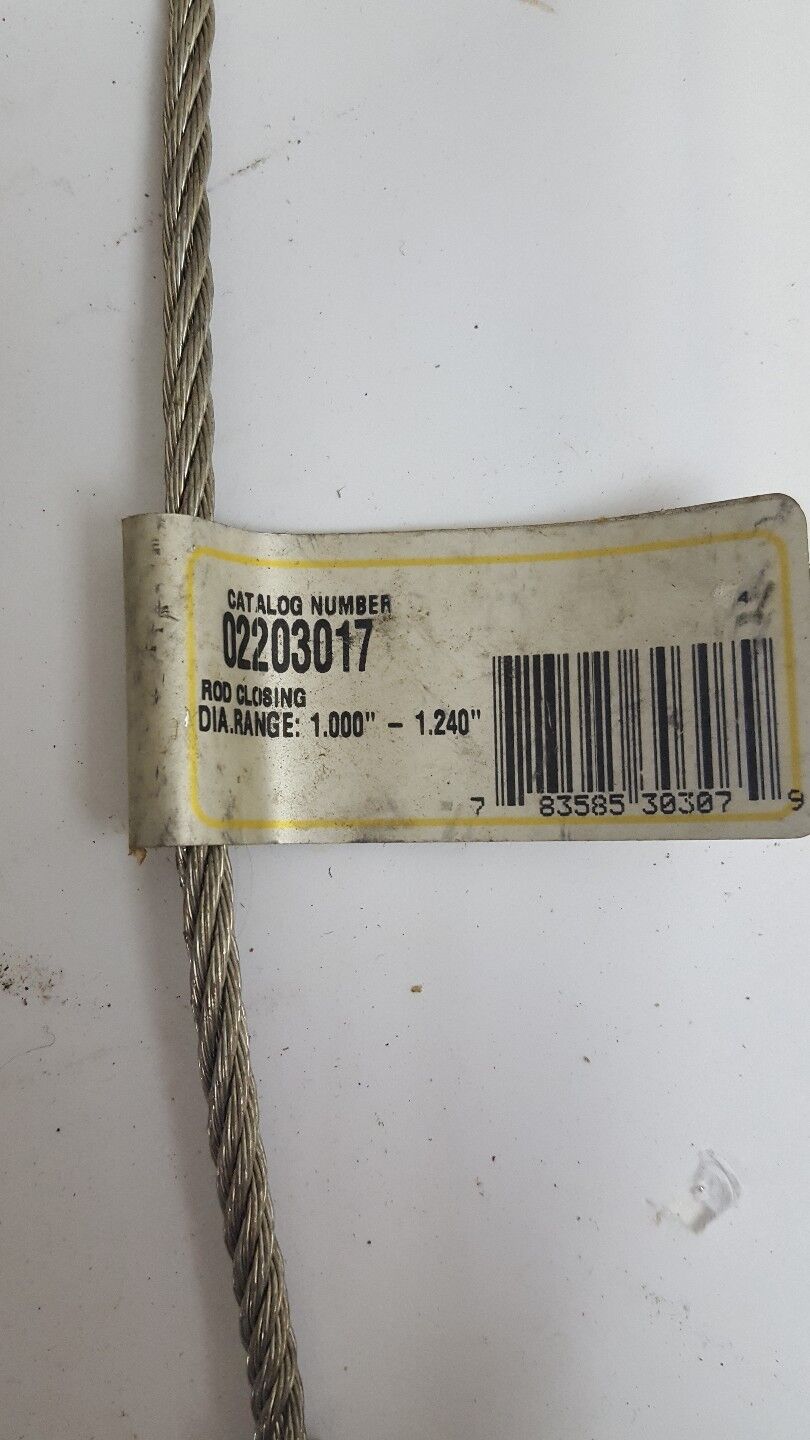 CATALOG NUMBER
02203017
ROD CLOSING
DIA.RANGE: 1.000" - 1.240"
7 83585 30307 9